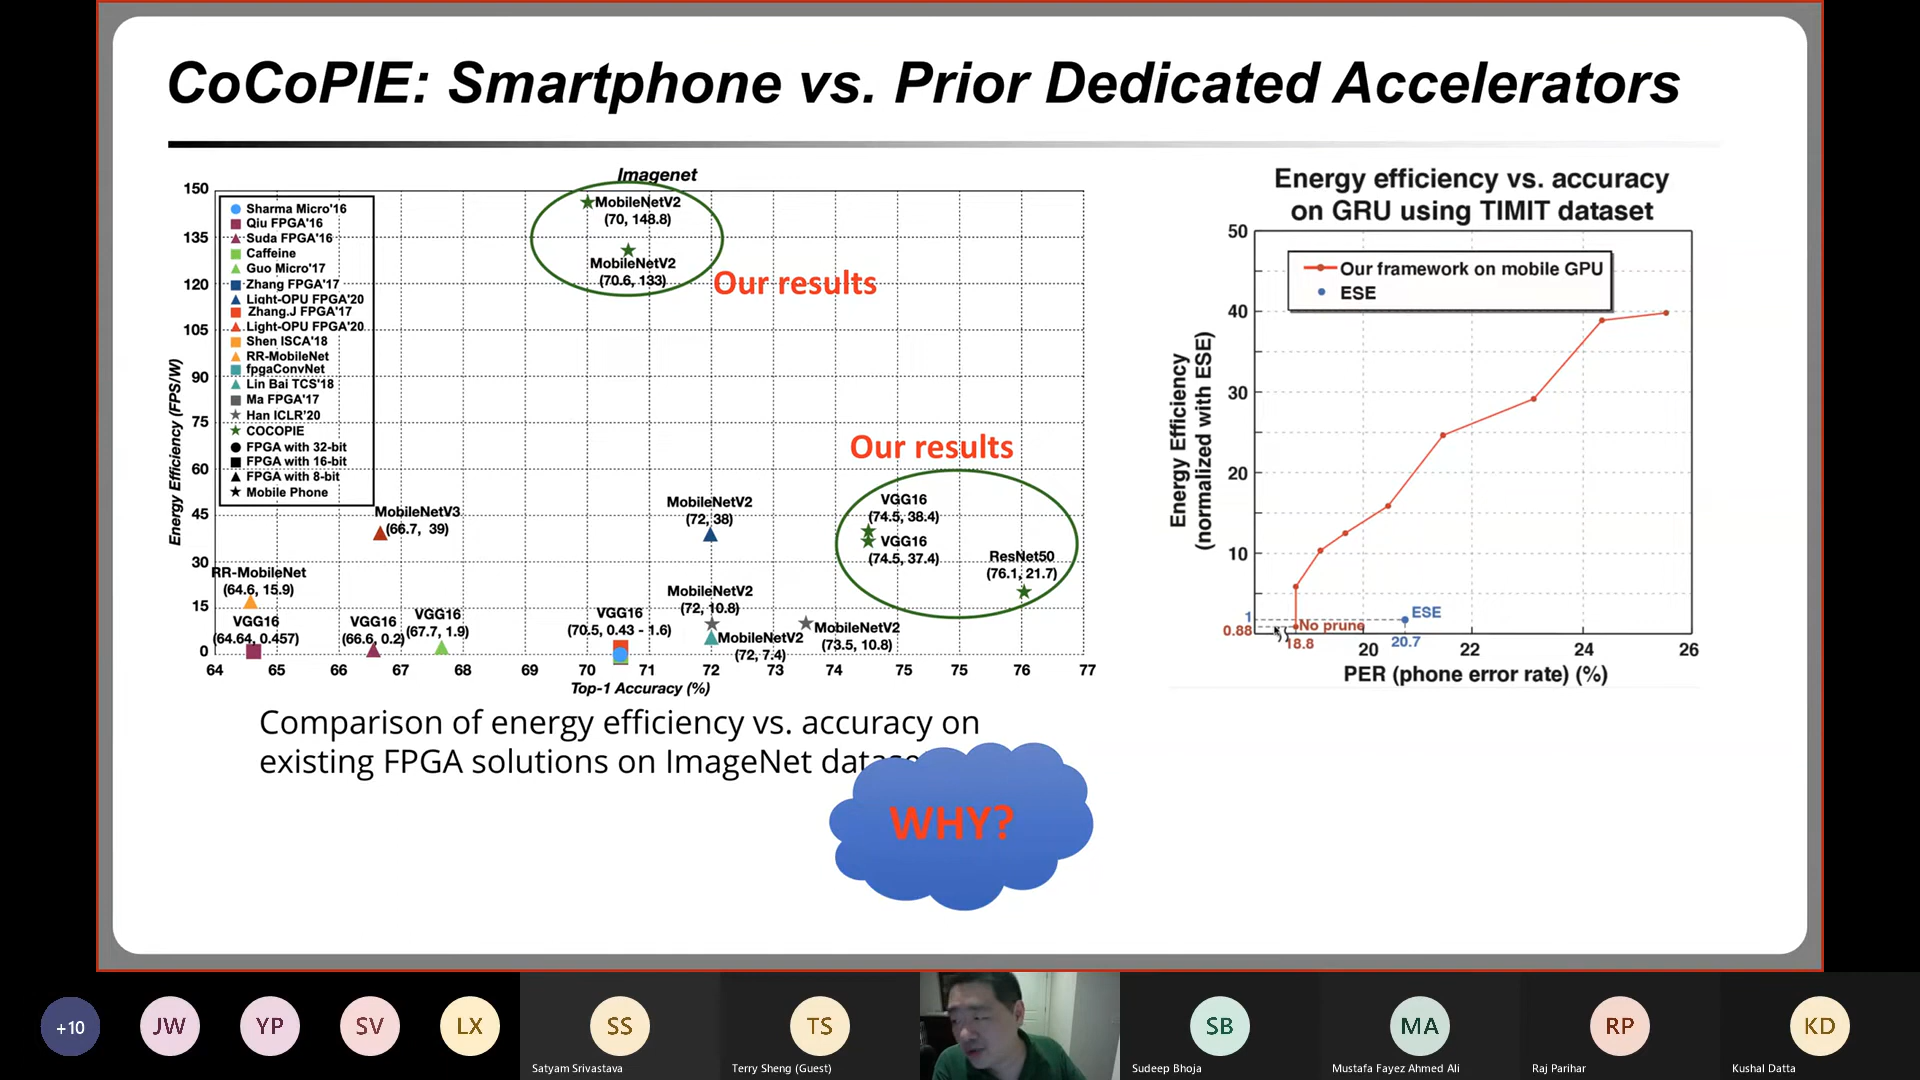 CoCoPIE: Smartphone vs. Prior Dedicated Accelerators
Imagenet
150
135
120
105
90
75
60
45
30
15
0
Energy Efficiency (FPS/W)
Sharma Micro'16
Qiu FPGA'16
Suda FPGA'16
Caffeine
Guo Micro'17
Zhang FPGA'17
Light-OPU FPGA'20
Zhang.J FPGA'17
Light-OPU FPGA'20
Shen ISCA'18
RR-MobileNet
fpgaConvNet
Lin Bai TCS'18
Ma FPGA'17
Han ICLR'20
COCOPIE
FPGA with 32-bit
FPGA with 16-bit
FPGA with 8-bit
Mobile Phone
MobileNetV2
(70, 148.8)
MobileNetV2
(70.6, 133)
Our results
Our results
MobileNetV3
(66.7, 39)
MobileNetV2
(72, 38)
VGG16
(74.5, 38.4)
VGG16
(74.5, 37.4)
ResNet50
(76.1, 21.7)
RR-MobileNet
(64.6, 15.9)
VGG16
(64.64, 0.457)
VGG16
(66.6, 0.2)
VGG16
(67.7, 1.9)
VGG16
(70.5, 0.43 - 1.6)
MobileNetV2
(72, 10.8)
MobileNetV2
(72, 7.4)
MobileNetV2
(73.5, 10.8)
64 65 66 67 68 69 70 71 72 73 74 75 75 76 77
Top-1 Accuracy (%)
Comparison of energy efficiency vs. accuracy on
existing FPGA solutions on ImageNet
WHY?
Energy efficiency vs. accuracy
on GRU using TIMIT dataset
50
40
30
20
10
1
0.88
Energy Efficiency
(normalized with ESE)
Our framework on mobile GPU
ESE
ESE
No prune
18.8
20.7
20 22 24 26
PER (phone error rate) (%)
+10
JW
YP
SV
LX
SS
Satyam Srivastava
TS
Terry Sheng (Guest)
SB
Sudeep Bhoja
MA
Mustafa Fayez Ahmed Ali
RP
Raj Parihar
KD
Kushal Datta